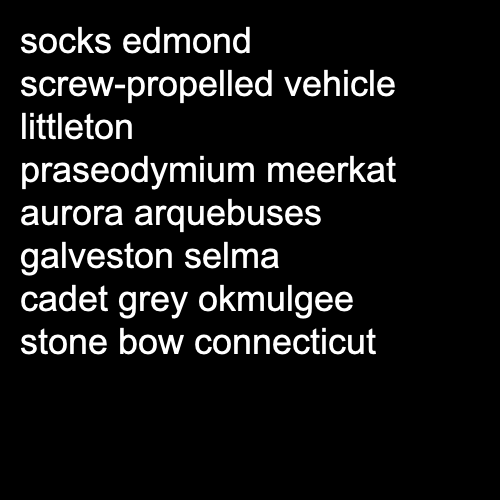 socks edmond
screw-propelled vehicle
littleton
praseodymium meerkat
aurora arquebuses
galveston selma
cadet grey okmulgee
stone bow connecticut